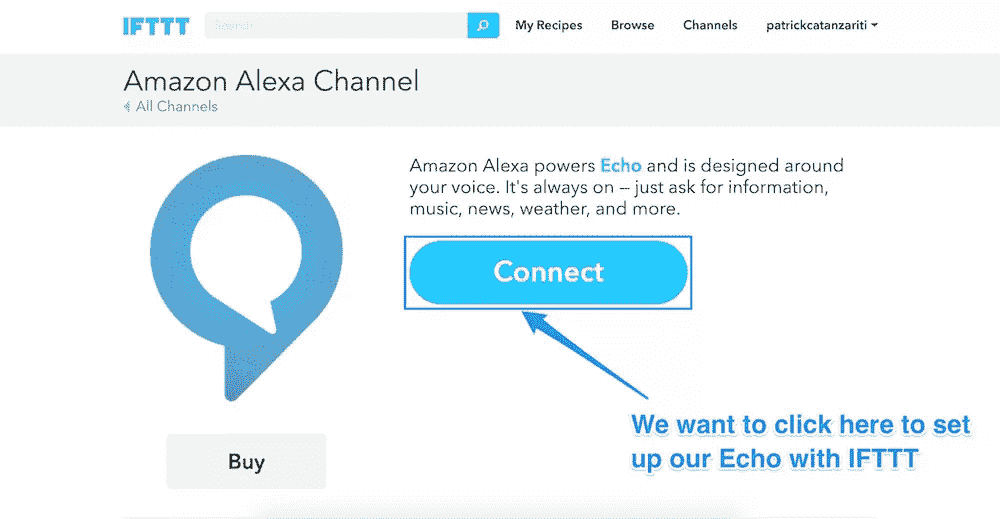 IFTTT
Search
My Recipes
Browse
Channels
patrickcatanzariti
Amazon Alexa Channel
All Channels
Amazon Alexa powers Echo and is designed around
your voice. It's always on – just ask for information,
music, news, weather, and more.
Connect
We want to click here to set
up our Echo with IFTTT
Buy